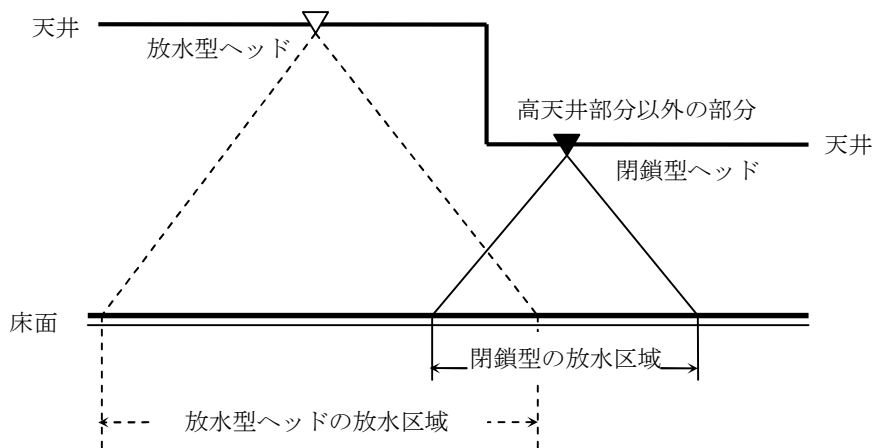 天井
放水型ヘッド
高天井部分以外の部分
天井
閉鎖型ヘッド
床面
閉鎖型の放水区域
放水型ヘッドの放水区域